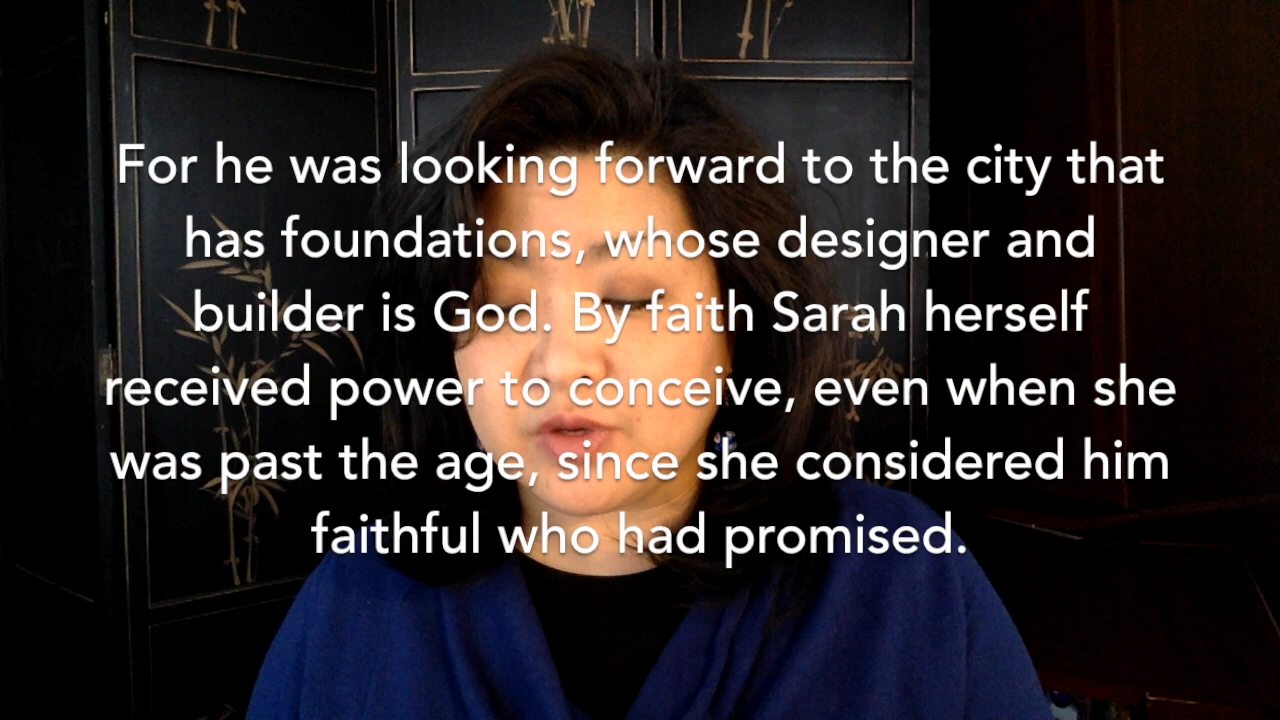 For he was looking forward to the city that
has foundations, whose designer and
builder is God. By faith Sarah herself
received power to conceive, even when she
was past the age, since she considered him
faithful who had promised.